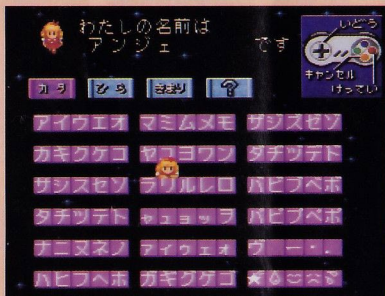 わたしの名前は
アンジェ です
いどう
キャンセル
けってい
カタ ひら きまり ?
アイウエオ マミムメモ ザジズゼゾ
カキクケコ ヤユヨワン ダヂヅデド
サシスセソ ラリルレロ バビブベボ
タチツテト ャュョッヲ パピプペポ
ナニヌネノ ァィゥェォ ヴー・
ハヒフヘホ ガギグゲゴ ★